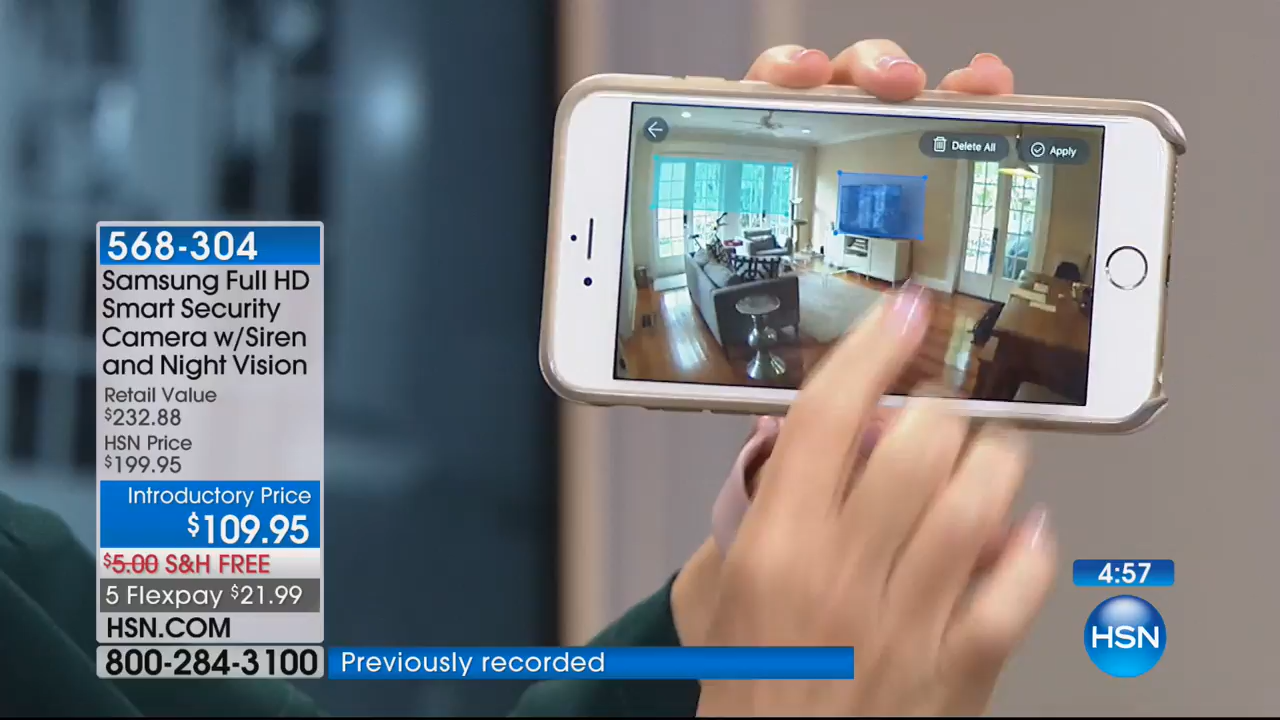 Delete All
Apply
568-304
Samsung Full HD
Smart Security
Camera w/Siren
and Night Vision
Retail Value
$232.88
HSN Price
$199.95
Introductory Price
$109.95
$5.00 S&H FREE
5 Flexpay $21.99
HSN.COM
800-284-3100
Previously recorded
4:57
HSN